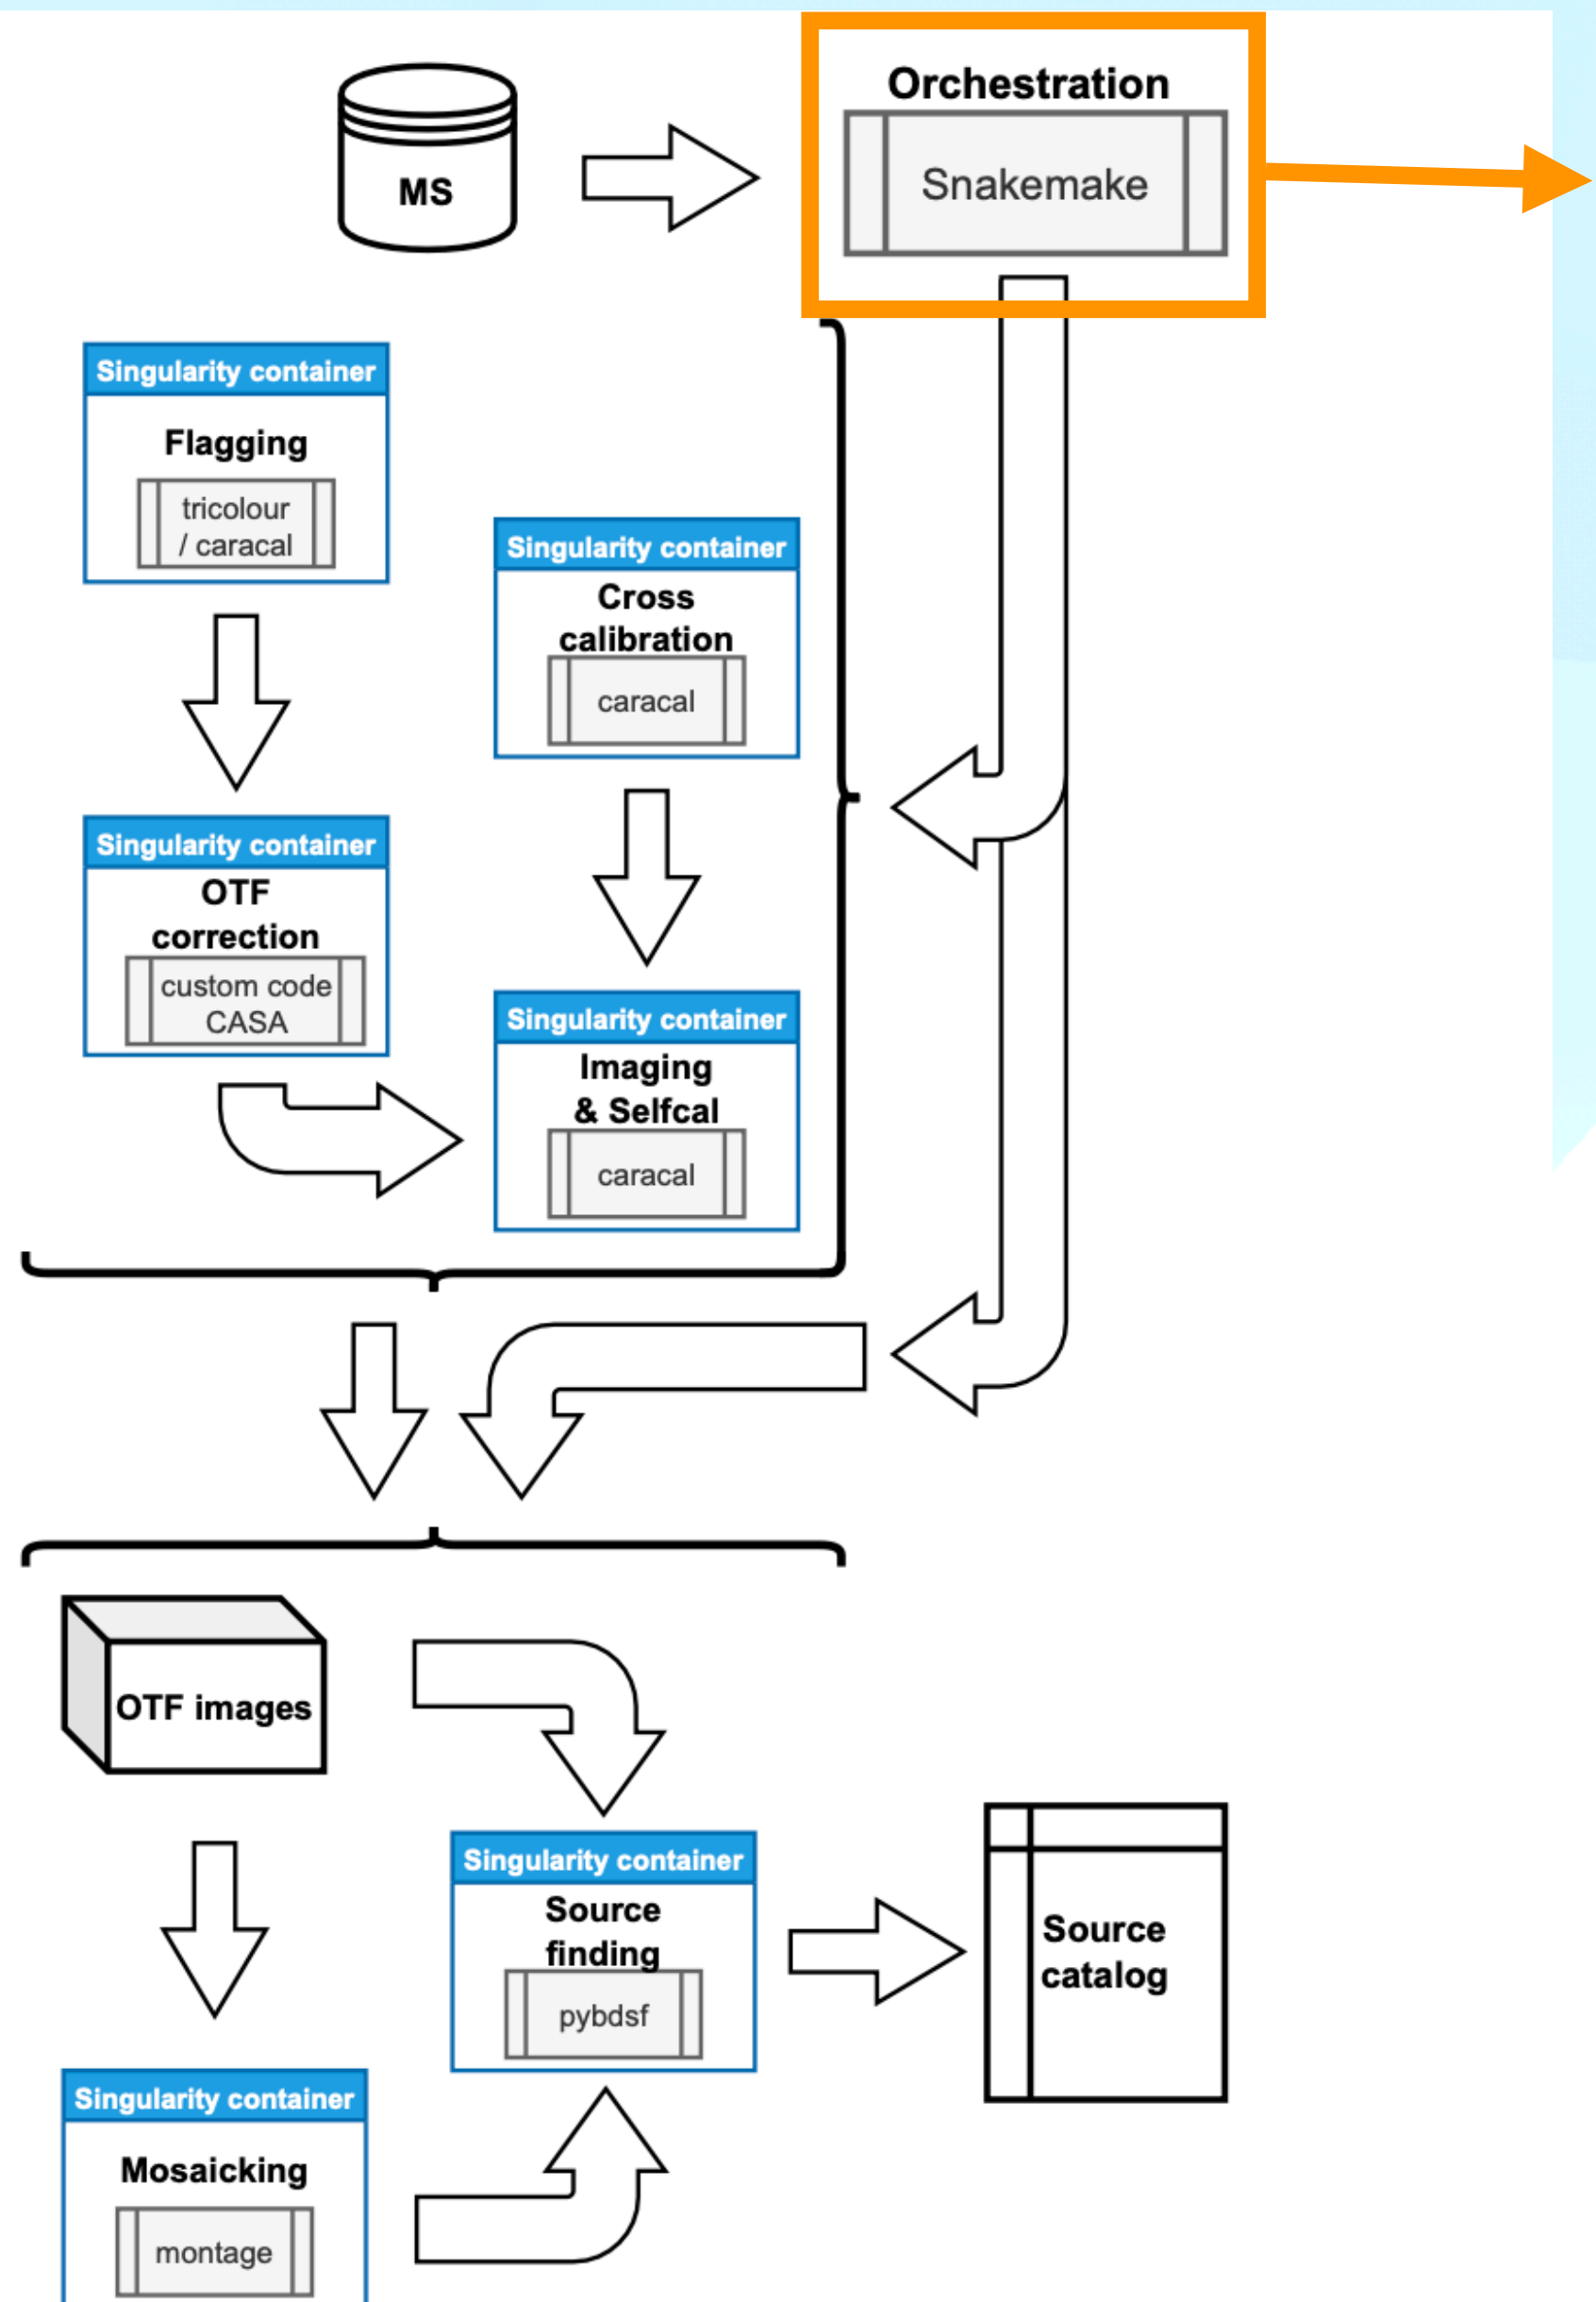 MS
Orchestration
Snakemake
Singularity container
Flagging
tricolour
/ caracal
Singularity container
Cross
calibration
caracal
Singularity container
OTF
correction
custom code
CASA
Singularity container
Imaging
& Selfcal
caracal
OTF images
Singularity container
Source
finding
pybdsf
Source
catalog
Singularity container
Mosaicking
montage